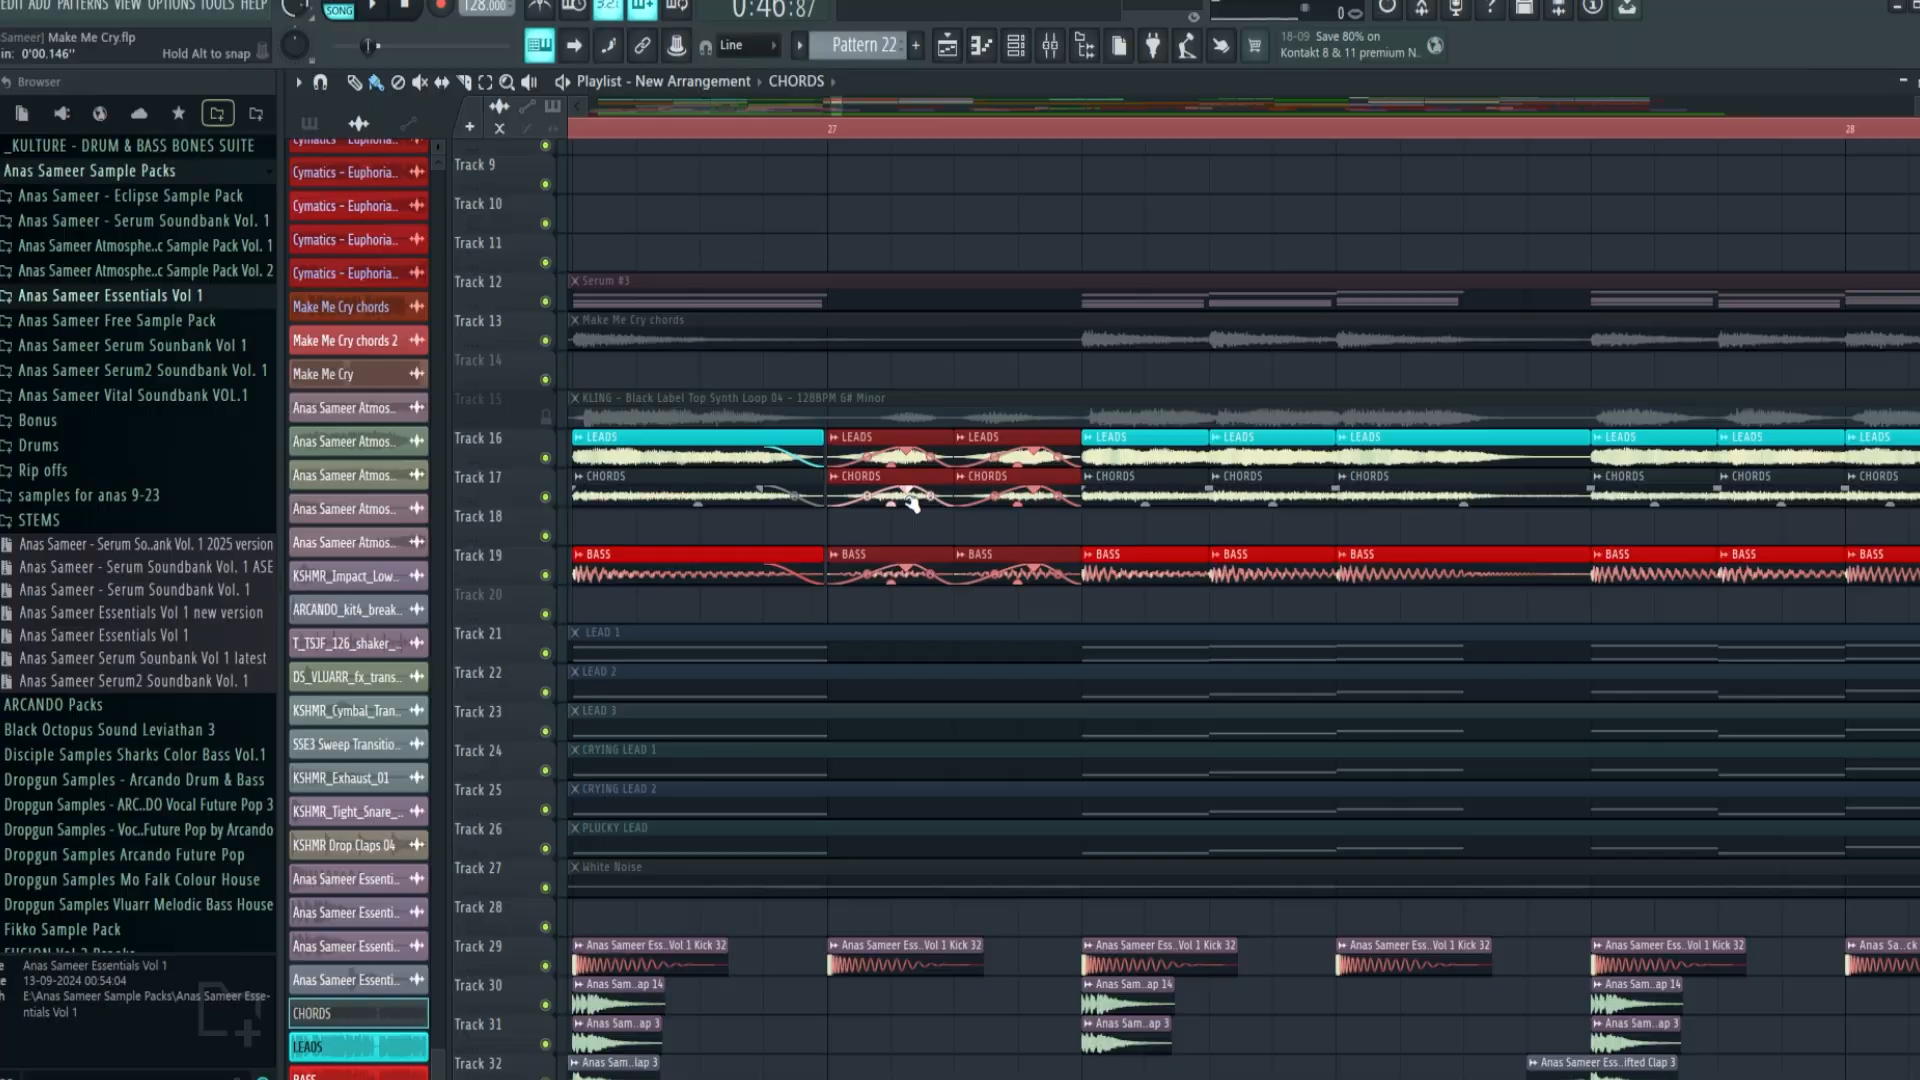 EDIT ADD PATTERNS VIEW OPTIONS TOOLS HELP
SONG
128.000
3.2:
0:46:87
Sameer] Make Me Cry.flp
in: 0'00.146"
Hold Alt to snap
Line
Pattern 22
18-09 Save 80% on
Kontakt 8 & 11 premium N..
Browser
Playlist - New Arrangement › CHORDS ›
27
28
_KULTURE - DRUM & BASS BONES SUITE
Anas Sameer Sample Packs
Anas Sameer - Eclipse Sample Pack
Anas Sameer - Serum Soundbank Vol. 1
Anas Sameer Atmosphe..c Sample Pack Vol. 1
Anas Sameer Atmosphe..c Sample Pack Vol. 2
Anas Sameer Essentials Vol 1
Anas Sameer Free Sample Pack
Anas Sameer Serum Sounbank Vol 1
Anas Sameer Serum2 Soundbank Vol. 1
Anas Sameer Vital Soundbank VOL.1
Bonus
Drums
Rip offs
samples for anas 9-23
STEMS
Anas Sameer - Serum So..ank Vol. 1 2025 version
Anas Sameer - Serum Soundbank Vol. 1 ASE
Anas Sameer - Serum Soundbank Vol. 1
Anas Sameer Essentials Vol 1 new version
Anas Sameer Essentials Vol 1
Anas Sameer Serum Sounbank Vol 1 latest
Anas Sameer Serum2 Soundbank Vol. 1
ARCANDO Packs
Black Octopus Sound Leviathan 3
Disciple Samples Sharks Color Bass Vol.1
Dropgun Samples - Arcando Drum & Bass
Dropgun Samples - ARC..DO Vocal Future Pop 3
Dropgun Samples - Voc..Future Pop by Arcando
Dropgun Samples Arcando Future Pop
Dropgun Samples Mo Falk Colour House
Dropgun Samples Vluarr Melodic Bass House
Fikko Sample Pack
Anas Sameer Essentials Vol 1
13-09-2024 00:54:04
E:\Anas Sameer Sample Packs\Anas Sameer Esse-
ntials Vol 1
Cymatics - Euphoria..
Cymatics - Euphoria..
Cymatics - Euphoria..
Cymatics - Euphoria..
Cymatics - Euphoria..
Make Me Cry chords
Make Me Cry chords 2
Make Me Cry
Anas Sameer Atmos..
Anas Sameer Atmos..
Anas Sameer Atmos..
Anas Sameer Atmos..
Anas Sameer Atmos..
KSHMR_Impact_Low..
ARCANDO_kit4_break..
T_TSJF_126_shaker_..
DS_VLUARR_fx_trans..
KSHMR_Cymbal_Tran..
SSE3 Sweep Transitio..
KSHMR_Exhaust_01
KSHMR_Tight_Snare_..
KSHMR Drop Claps 04
Anas Sameer Essenti..
Anas Sameer Essenti..
Anas Sameer Essenti..
Anas Sameer Essenti..
CHORDS
LEADS
BASS
Track 9
Track 10
Track 11
Track 12
Serum #3
Track 13
Make Me Cry chords
Track 14
Track 15
KLING - Black Label Top Synth Loop 04 - 128BPM G# Minor
Track 16
LEADS LEADS LEADS LEADS LEADS LEADS LEADS LEADS LEADS
Track 17
CHORDS CHORDS CHORDS CHORDS CHORDS CHORDS CHORDS CHORDS CHORDS
Track 18
Track 19
BASS BASS BASS BASS BASS BASS BASS BASS BASS
Track 20
Track 21
LEAD 1
Track 22
LEAD 2
Track 23
LEAD 3
Track 24
CRYING LEAD 1
Track 25
CRYING LEAD 2
Track 26
PLUCKY LEAD
Track 27
White Noise
Track 28
Track 29
Anas Sameer Ess..Vol 1 Kick 32 Anas Sameer Ess..Vol 1 Kick 32 Anas Sameer Ess..Vol 1 Kick 32 Anas Sameer Ess..Vol 1 Kick 32 Anas Sameer Ess..Vol 1 Kick 32 Anas Sa..ck
Track 30
Anas Sam..ap 14 Anas Sam..ap 14 Anas Sam..ap 14
Track 31
Anas Sam..ap 3 Anas Sam..ap 3 Anas Sam..ap 3
Track 32
Anas Sam..lap 3 Anas Sameer Ess..ifted Clap 3